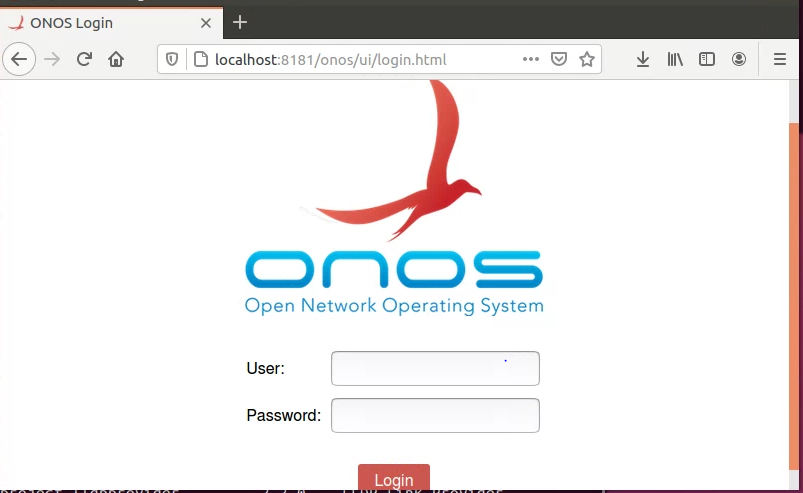 ONOS Login
localhost:8181/onos/ui/login.html
onos
Open Network Operating System
User:
Password:
Login